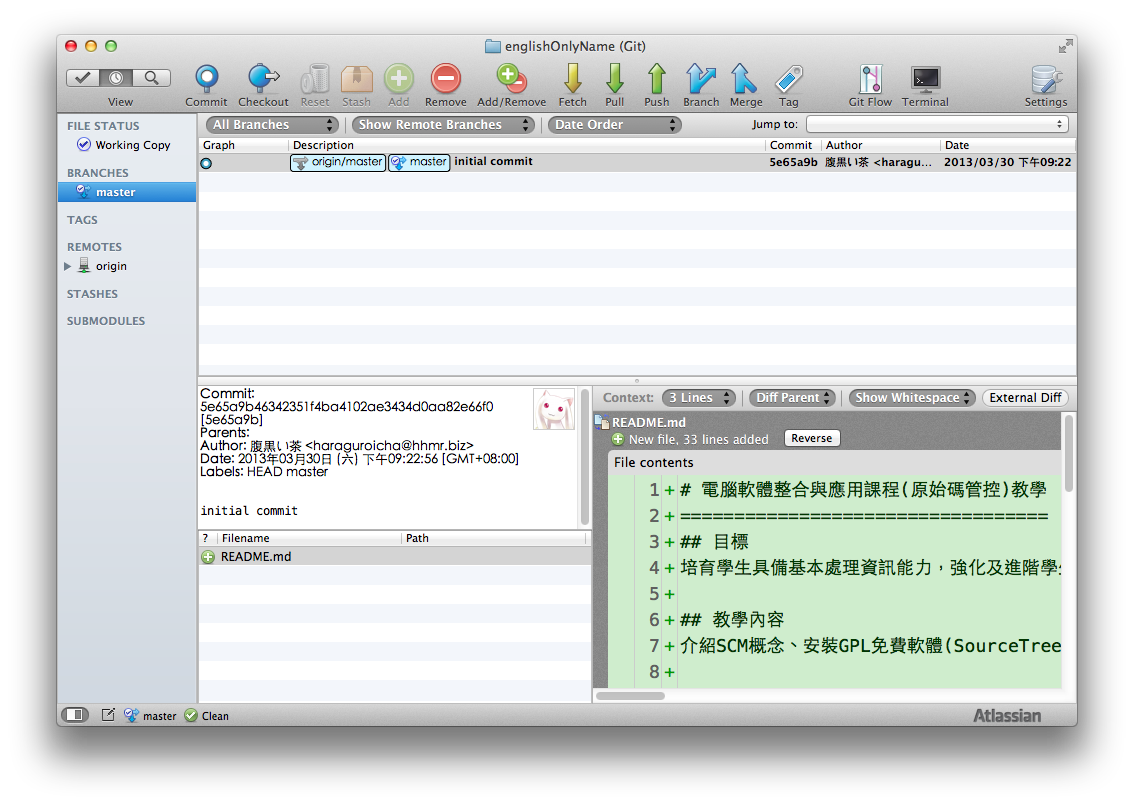 englishOnlyName (Git)
View
Commit
Checkout
Reset
Stash
Add
Remove
Add/Remove
Fetch
Pull
Push
Branch
Merge
Tag
Git Flow
Terminal
Settings
FILE STATUS
Working Copy
BRANCHES
master
TAGS
REMOTES
origin
STASHES
SUBMODULES
All Branches
Show Remote Branches
Date Order
Jump to:
Graph Description Commit Author Date
origin/master master initial commit 5e65a9b 腹黒い茶 <haragu... 2013/03/30 下午09:22
Commit:
5e65a9b46342351f4ba4102ae3434d0aa82e66f0
[5e65a9b]
Parents:
Author: 腹黒い茶 <haraguroicha@hhmr.biz>
Date: 2013年03月30日 (六) 下午09:22:56 [GMT+08:00]
Labels: HEAD master
initial commit
? Filename Path
README.md
Context: 3 Lines Diff Parent Show Whitespace External Diff
README.md
New file, 33 lines added Reverse
File contents
1 + # 電腦軟體整合與應用課程(原始碼管控)教學
2 + ==================================
3 + ## 目標
4 + 培育學生具備基本處理資訊能力，強化及進階學
5 +
6 + ## 教學內容
7 + 介紹SCM概念、安裝GPL免費軟體(SourceTree
8 +
master Clean
Atlassian